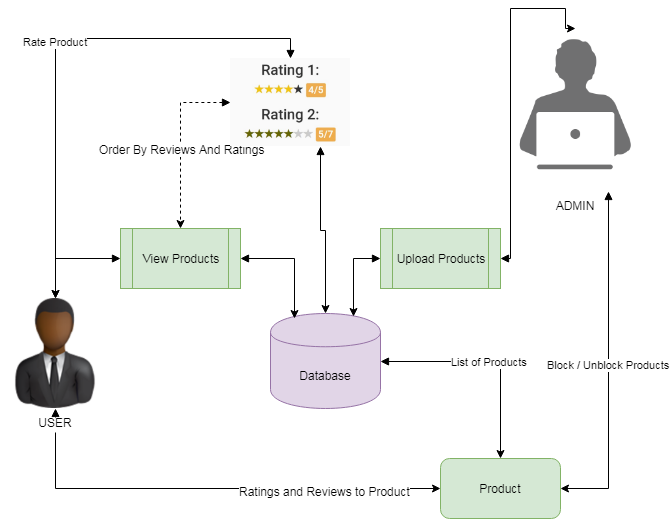 Rate Product
Rating 1:
4/5
Rating 2:
5/7
Order By Reviews And Ratings
ADMIN
View Products
Upload Products
Database
List of Products
Block / Unblock Products
USER
Ratings and Reviews to Product
Product